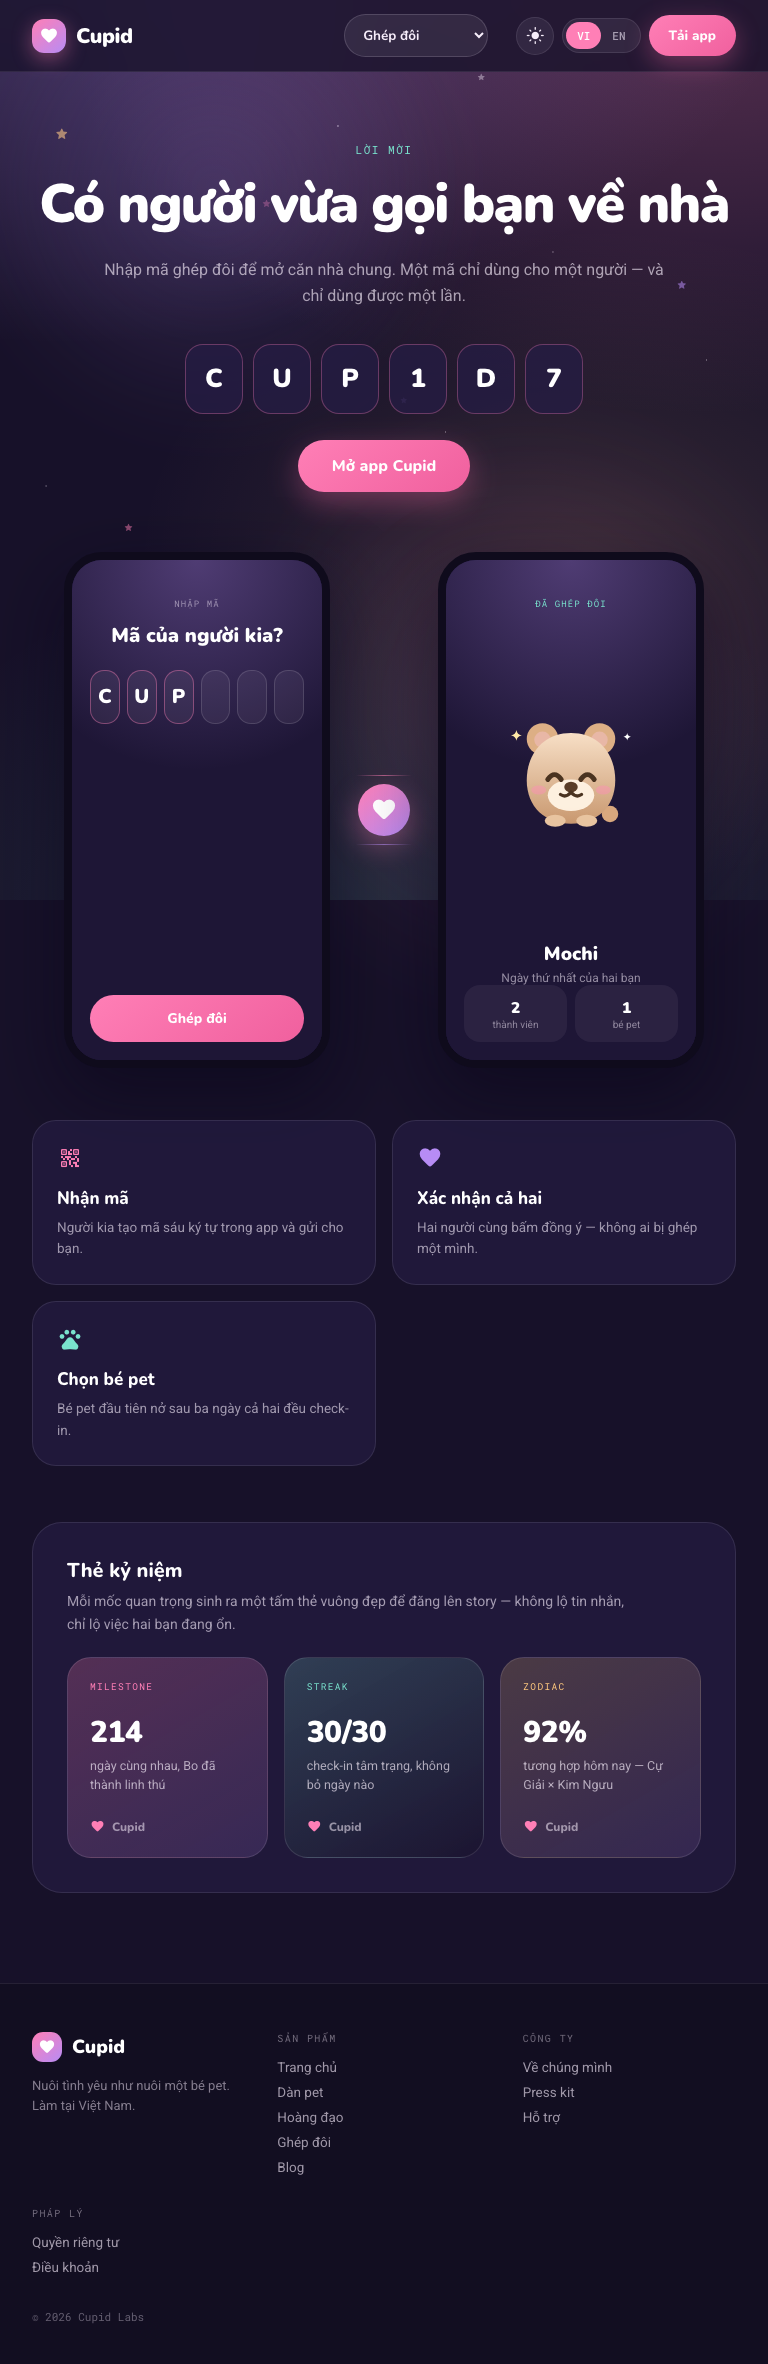 Cupid
Ghép đôi
VI
EN
Tải app
LỜI MỜI
Có người vừa gọi bạn về nhà
Nhập mã ghép đôi để mở căn nhà chung. Một mã chỉ dùng cho một người — và
chỉ dùng được một lần.
C U P 1 D 7
Mở app Cupid
NHẬP MÃ
Mã của người kia?
C U P
Ghép đôi
ĐÃ GHÉP ĐÔI
Mochi
Ngày thứ nhất của hai bạn
2
thành viên
1
bé pet
Nhận mã
Người kia tạo mã sáu ký tự trong app và gửi cho
bạn.
Xác nhận cả hai
Hai người cùng bấm đồng ý — không ai bị ghép
một mình.
Chọn bé pet
Bé pet đầu tiên nở sau ba ngày cả hai đều check-
in.
Thẻ kỷ niệm
Mỗi mốc quan trọng sinh ra một tấm thẻ vuông đẹp để đăng lên story — không lộ tin nhắn,
chỉ lộ việc hai bạn đang ổn.
MILESTONE
214
ngày cùng nhau, Bo đã
thành linh thú
Cupid
STREAK
30/30
check-in tâm trạng, không
bỏ ngày nào
Cupid
ZODIAC
92%
tương hợp hôm nay — Cự
Giải × Kim Ngưu
Cupid
Cupid
Nuôi tình yêu như nuôi một bé pet.
Làm tại Việt Nam.
SẢN PHẨM
Trang chủ
Dàn pet
Hoàng đạo
Ghép đôi
Blog
CÔNG TY
Về chúng mình
Press kit
Hỗ trợ
PHÁP LÝ
Quyền riêng tư
Điều khoản
© 2026 Cupid Labs